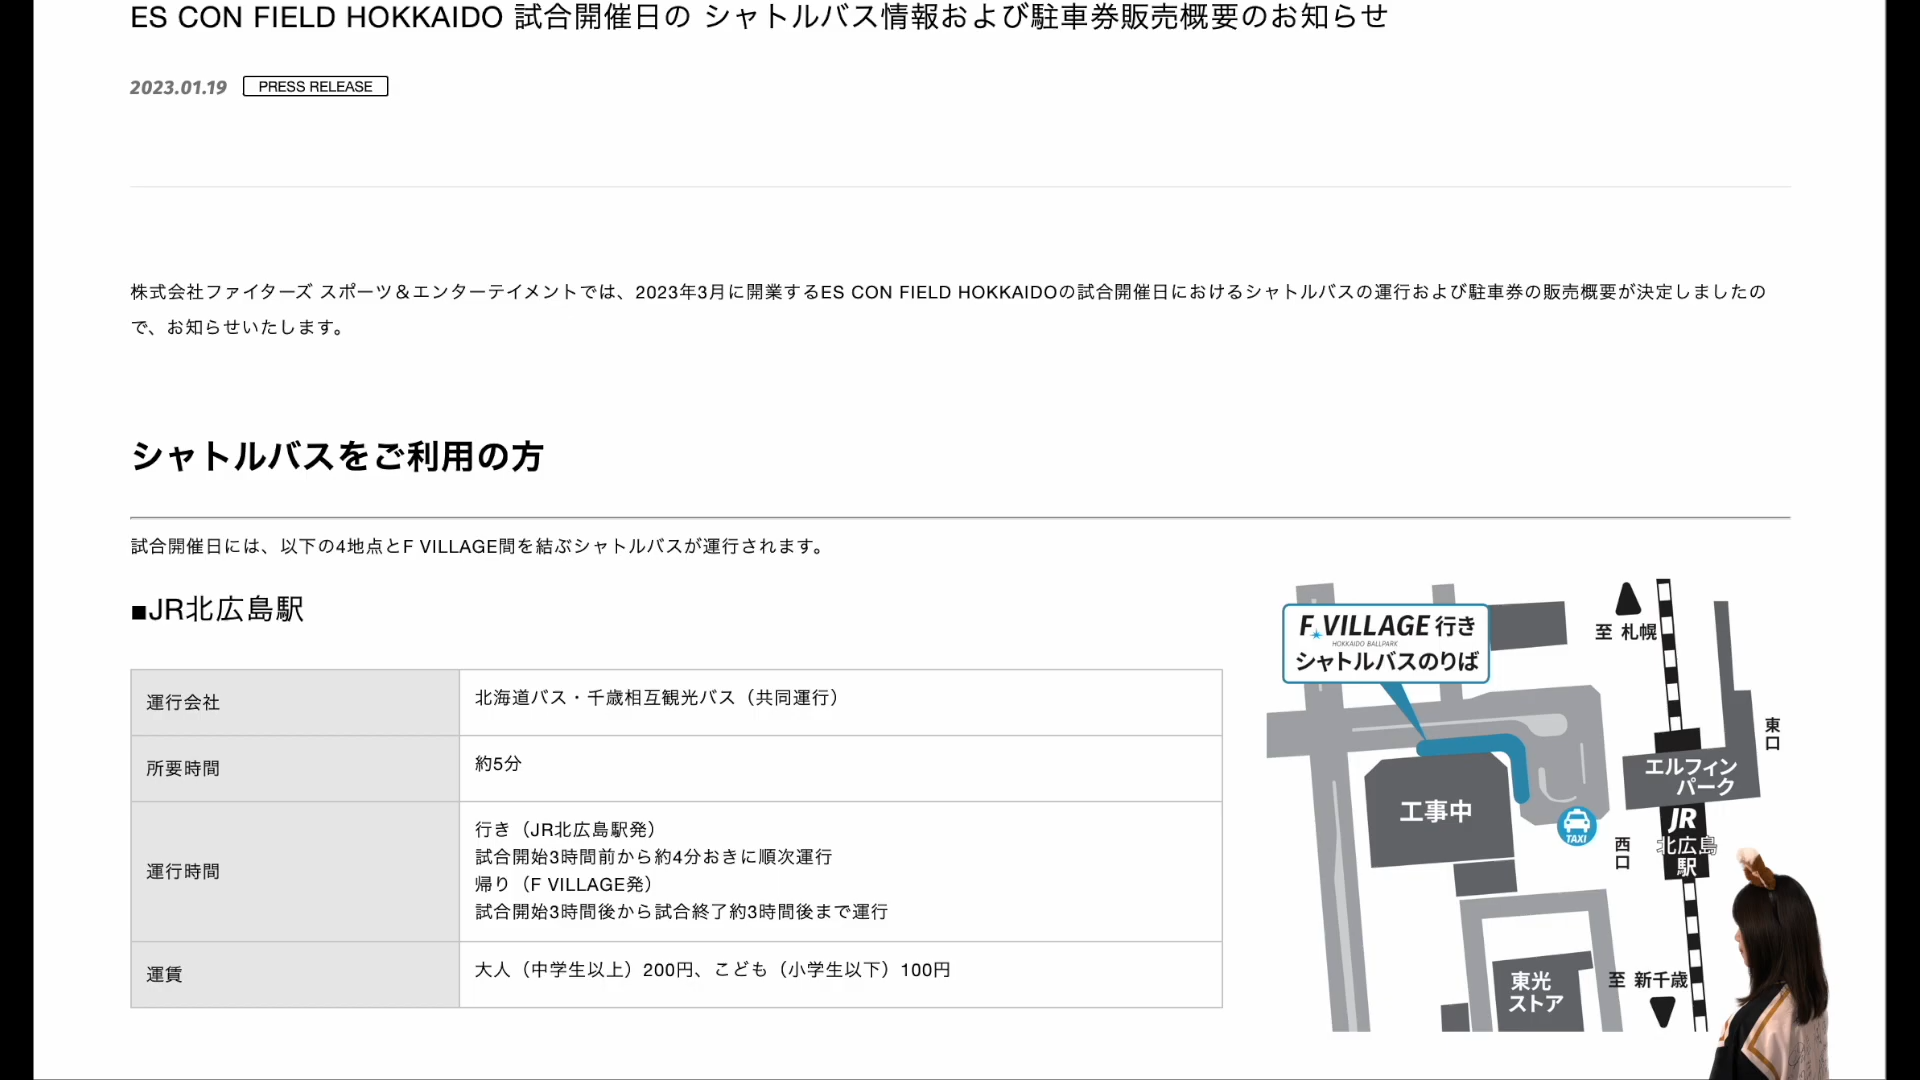 ES CON FIELD HOKKAIDO 試合開催日の シャトルバス情報および駐車券販売概要のお知らせ
2023.01.19 PRESS RELEASE
株式会社ファイターズ スポーツ＆エンターテイメントでは、2023年3月に開業するES CON FIELD HOKKAIDOの試合開催日におけるシャトルバスの運行および駐車券の販売概要が決定しましたの
で、お知らせいたします。
シャトルバスをご利用の方
試合開催日には、以下の4地点とF VILLAGE間を結ぶシャトルバスが運行されます。
■JR北広島駅
運行会社 北海道バス・千歳相互観光バス（共同運行）
所要時間 約5分
運行時間
行き（JR北広島駅発）
試合開始3時間前から約4分おきに順次運行
帰り（F VILLAGE発）
試合開始3時間後から試合終了約3時間後まで運行
運賃 大人（中学生以上）200円、こども（小学生以下）100円
F VILLAGE 行き
HOKKAIDO BALLPARK
シャトルバスのりば
至 札幌
東口
エルフィン
パーク
工事中
TAXI
西口
JR
北広島
駅
東光
ストア
至 新千歳